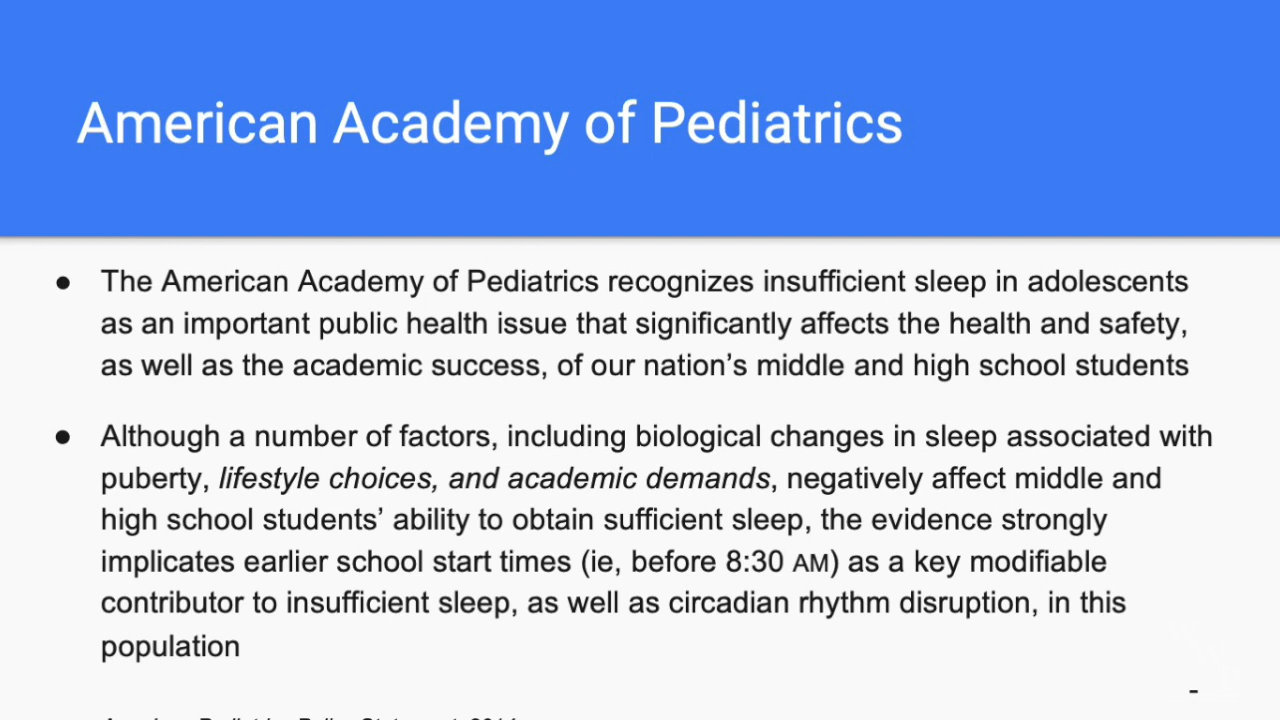 American Academy of Pediatrics
● The American Academy of Pediatrics recognizes insufficient sleep in adolescents
as an important public health issue that significantly affects the health and safety,
as well as the academic success, of our nation’s middle and high school students
● Although a number of factors, including biological changes in sleep associated with
puberty, lifestyle choices, and academic demands, negatively affect middle and
high school students’ ability to obtain sufficient sleep, the evidence strongly
implicates earlier school start times (ie, before 8:30 AM) as a key modifiable
contributor to insufficient sleep, as well as circadian rhythm disruption, in this
population
-